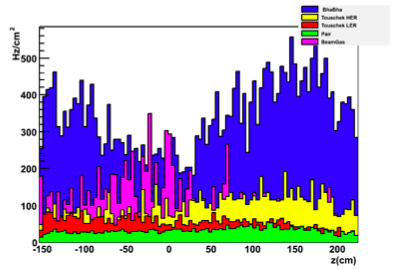 BhaBha
Touschek HER
Touschek LER
Pair
BeamGas
Hz/cm²
500
400
300
200
100
0
-150 -100 -50 0 50 100 150 200
z(cm)